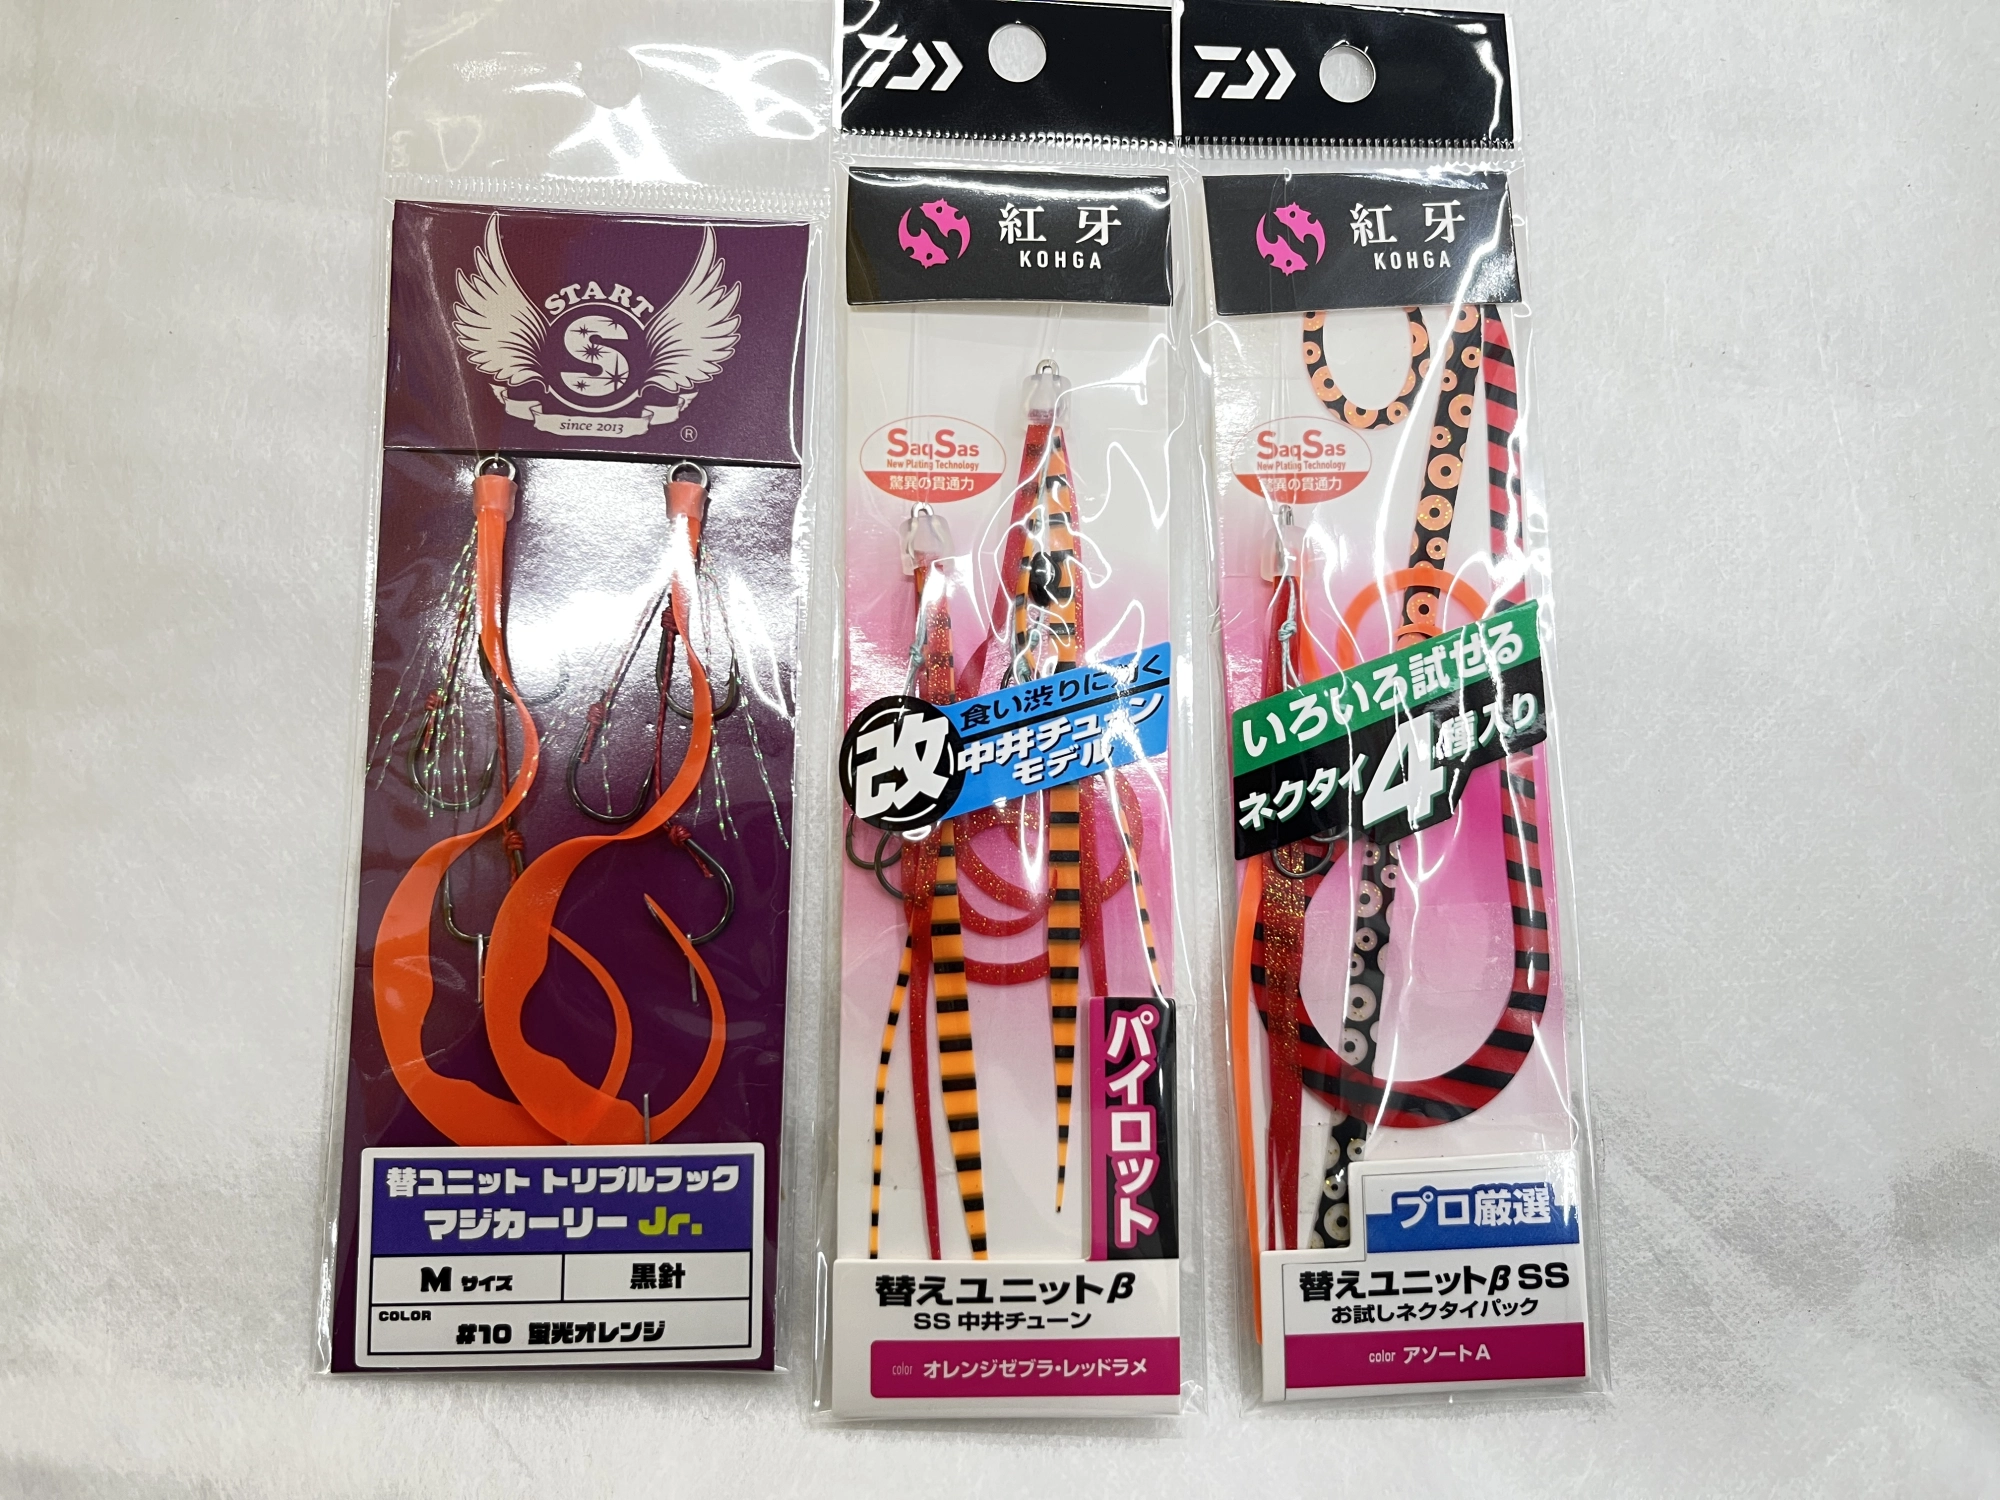 START
S
since 2013
®
替ユニット トリプルフック
マジカーリー Jr.
M サイズ
黒針
COLOR
#10 蛍光オレンジ
紅牙
KOHGA
SaqSas
New Plating Technology
驚異の貫通力
改
食い渋りに効く
中井チューン
モデル
パイロット
替えユニットβ
SS 中井チューン
color オレンジゼブラ・レッドラメ
紅牙
KOHGA
SaqSas
New Plating Technology
驚異の貫通力
いろいろ試せる
ネクタイ4種入り
プロ厳選
替えユニットβ SS
お試しネクタイパック
color アソートA